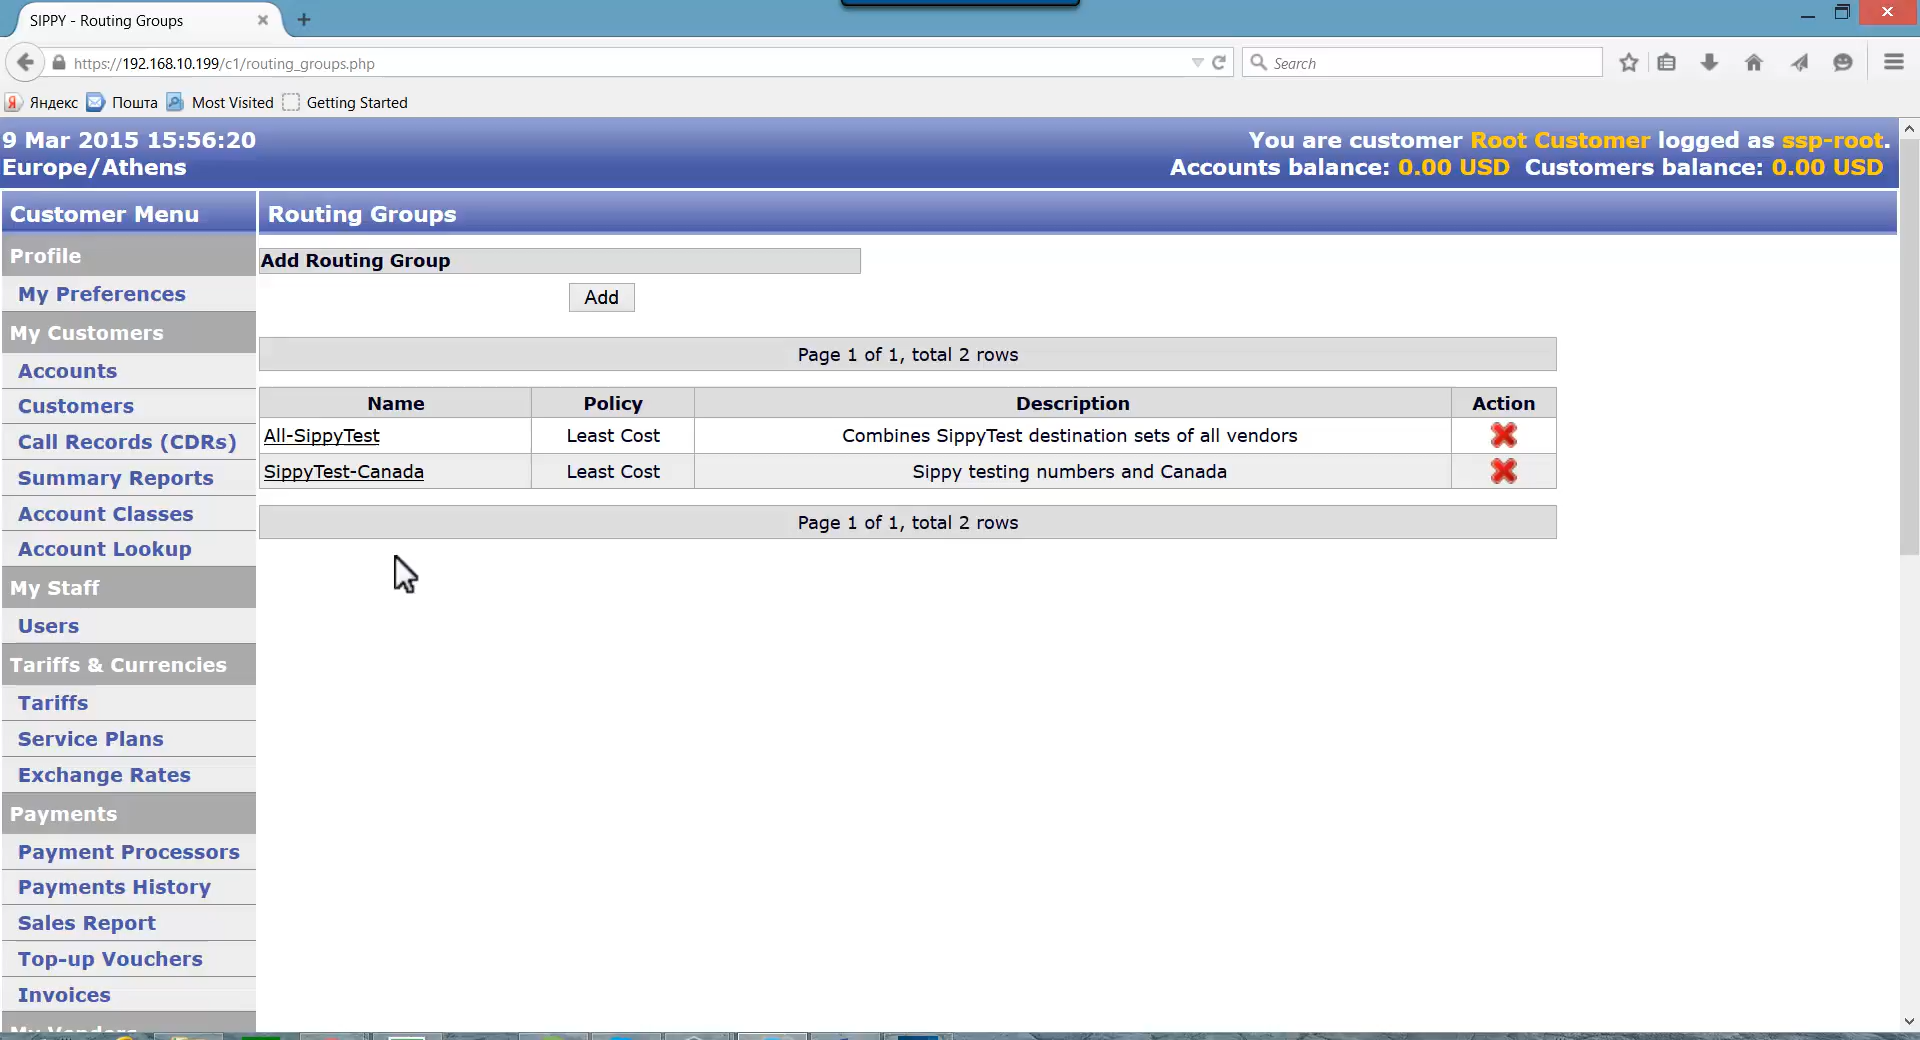 SIPPY - Routing Groups
https://192.168.10.199/c1/routing_groups.php
Search
Яндекс Пошта Most Visited Getting Started
9 Mar 2015 15:56:20
Europe/Athens
You are customer Root Customer logged as ssp-root.
Accounts balance: 0.00 USD Customers balance: 0.00 USD
Customer Menu
Profile
My Preferences
My Customers
Accounts
Customers
Call Records (CDRs)
Summary Reports
Account Classes
Account Lookup
My Staff
Users
Tariffs & Currencies
Tariffs
Service Plans
Exchange Rates
Payments
Payment Processors
Payments History
Sales Report
Top-up Vouchers
Invoices
My Vendors
Routing Groups
Add Routing Group
Add
Page 1 of 1, total 2 rows
Name Policy Description Action
All-SippyTest Least Cost Combines SippyTest destination sets of all vendors
SippyTest-Canada Least Cost Sippy testing numbers and Canada
Page 1 of 1, total 2 rows